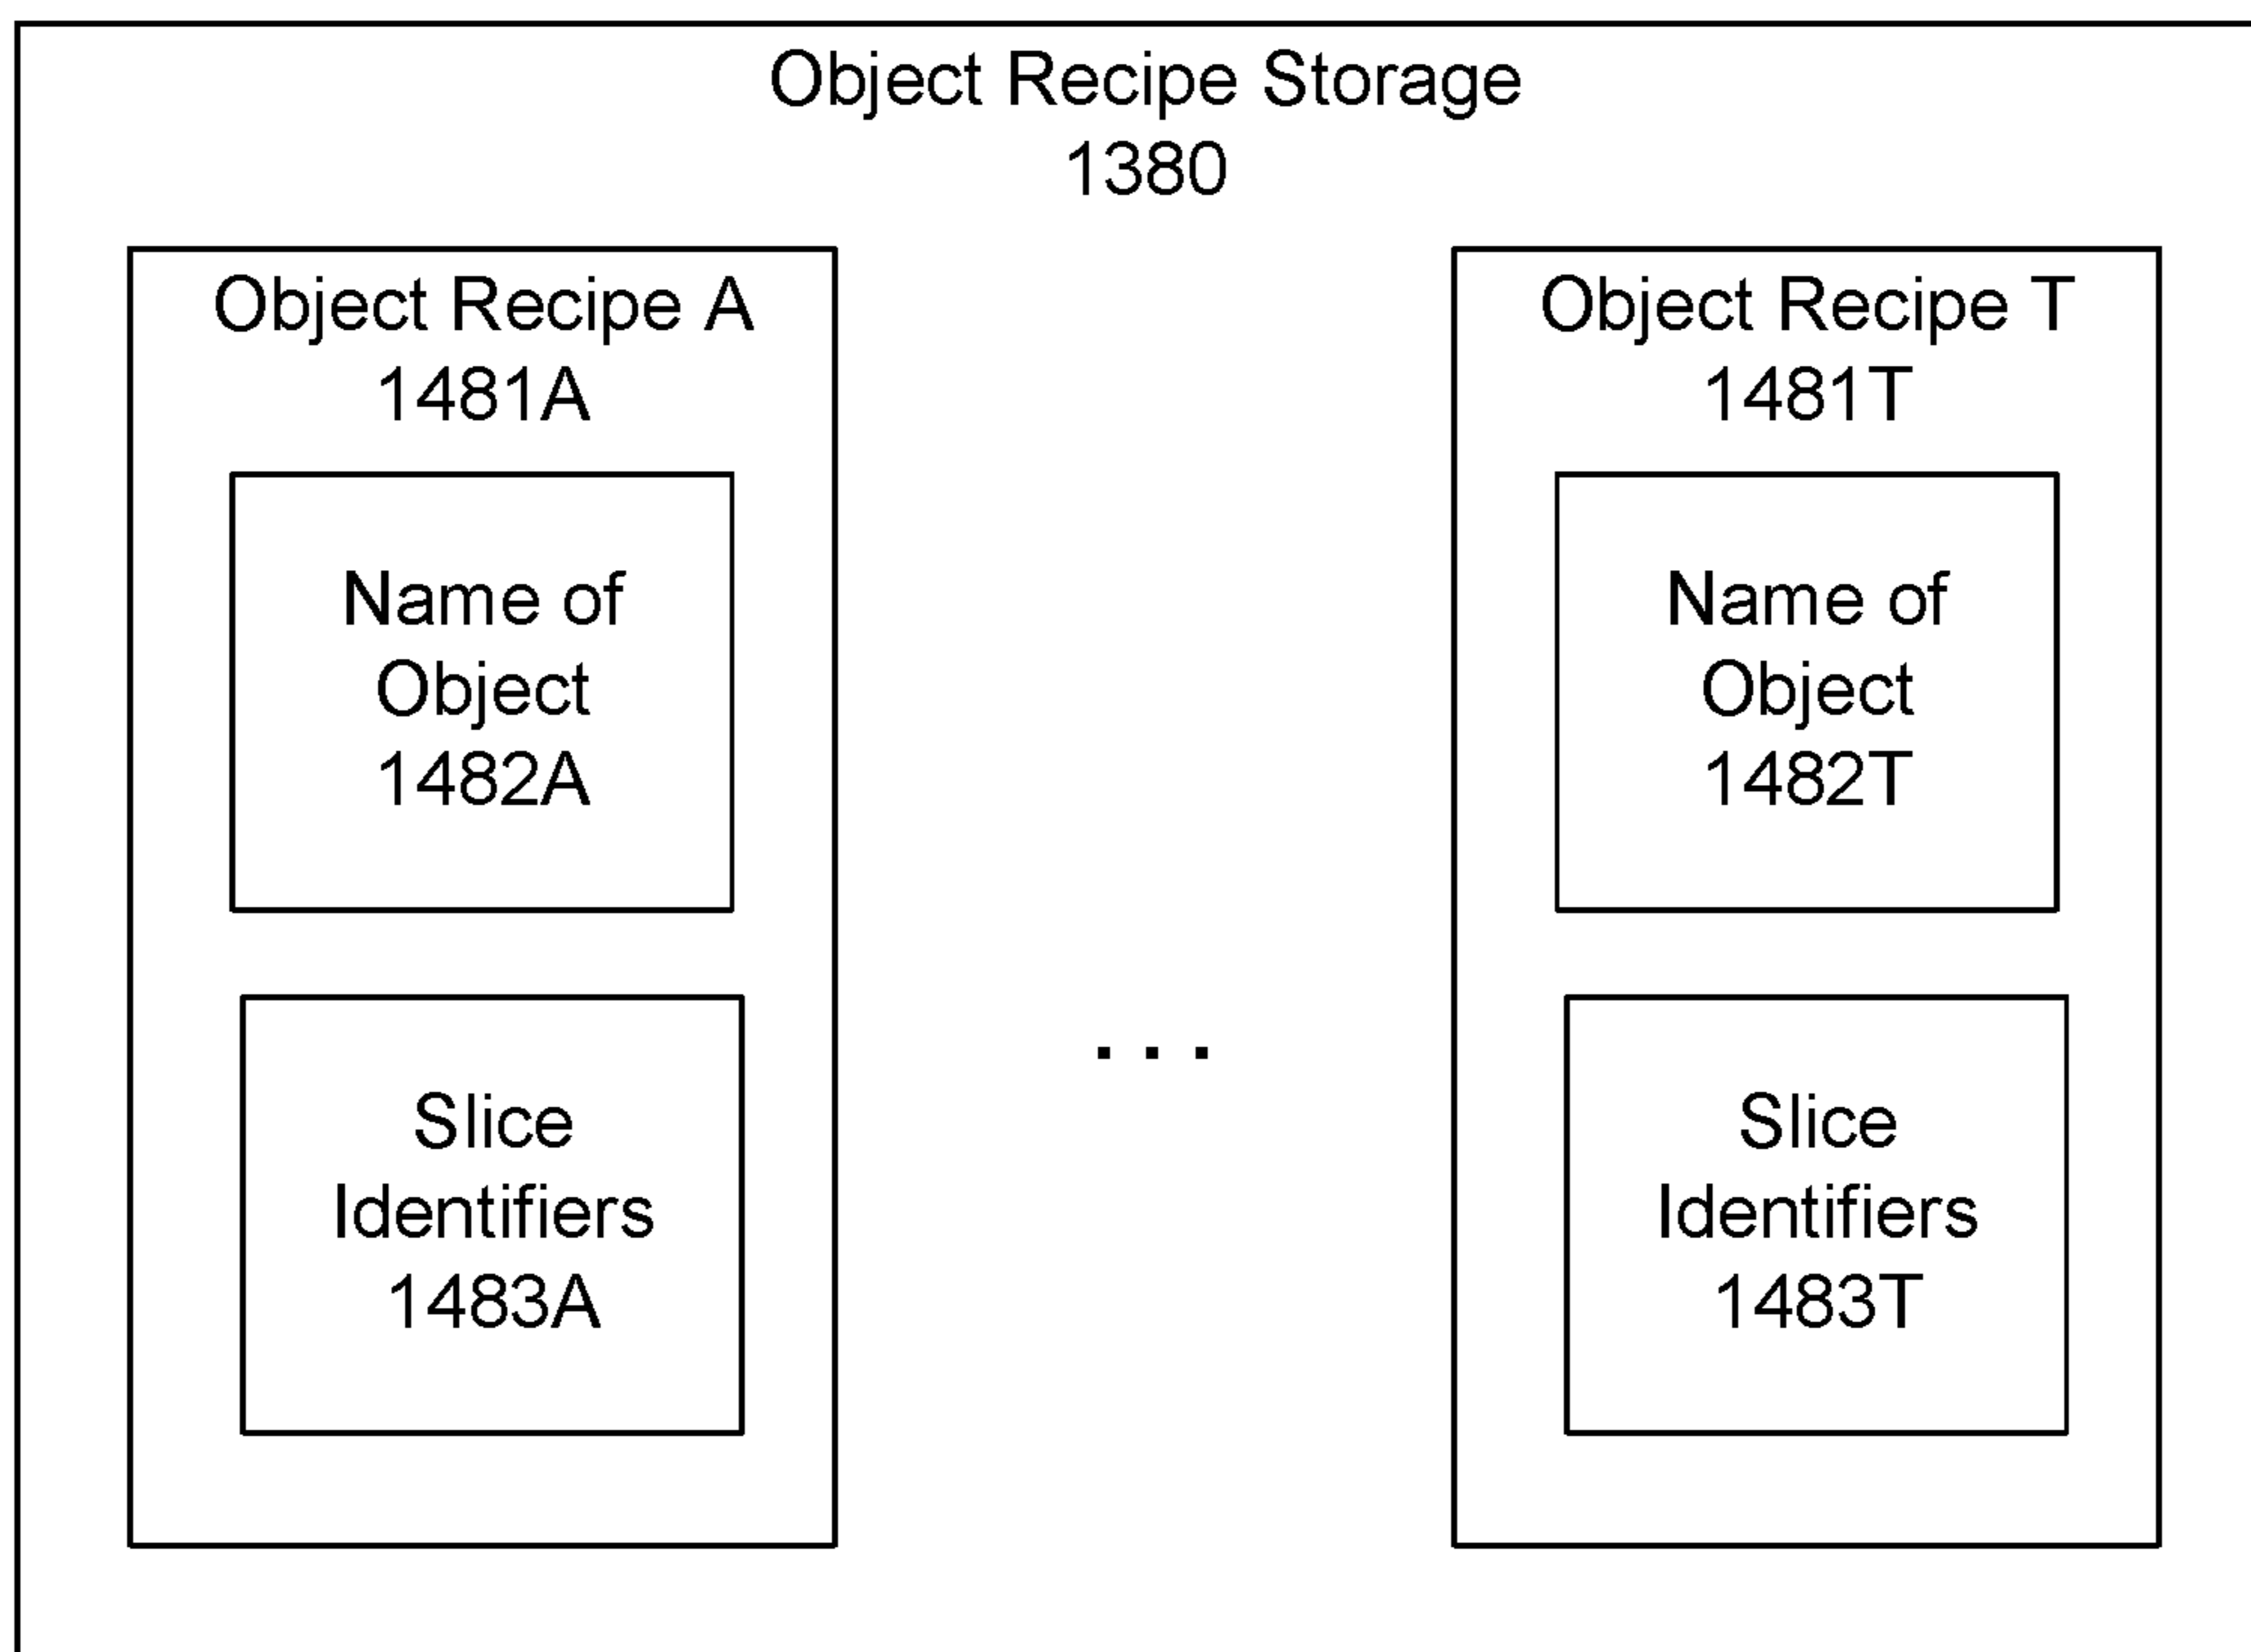 Object Recipe Storage
1380
Object Recipe A
1481A
Name of
Object
1482A
Slice
Identifiers
1483A
. . .
Object Recipe T
1481T
Name of
Object
1482T
Slice
Identifiers
1483T